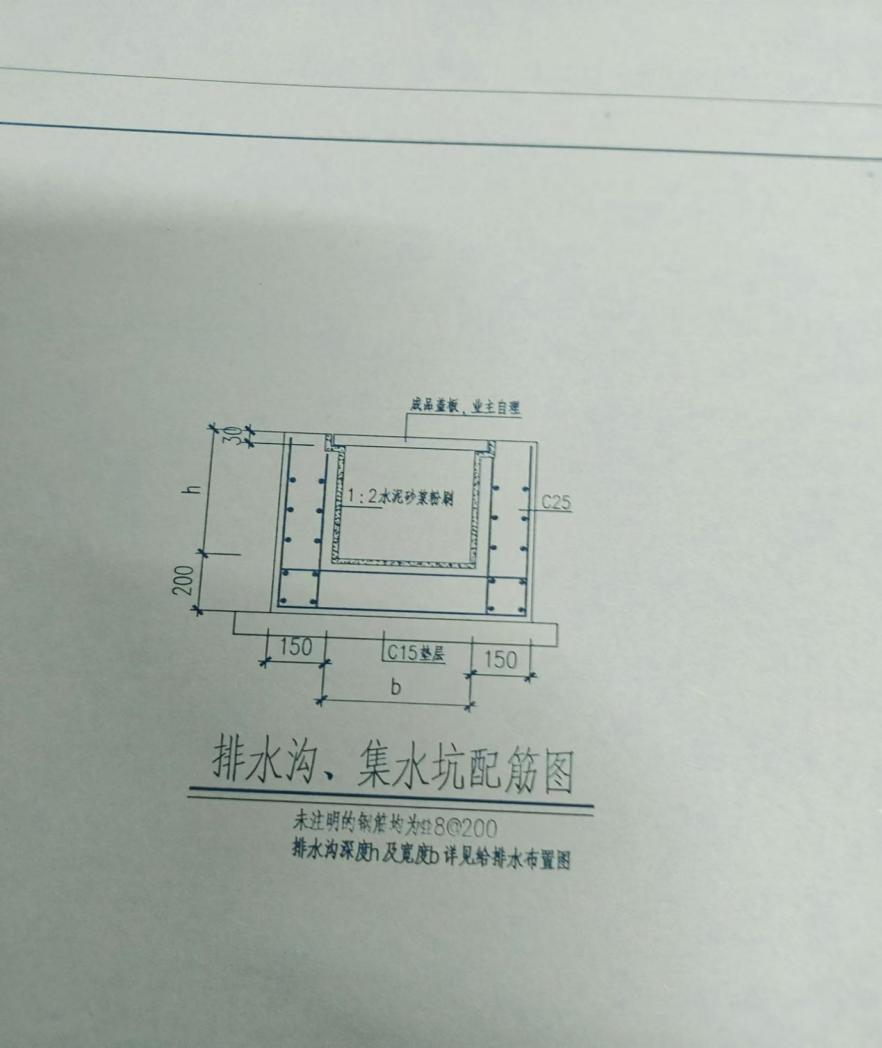 成品盖板，业主自理
30
h
1：2水泥砂浆粉刷
C25
200
150
C15垫层
150
b
排水沟、集水坑配筋图
未注明的钢筋均为⏀8@200
排水沟深度h及宽度b详见给排水布置图